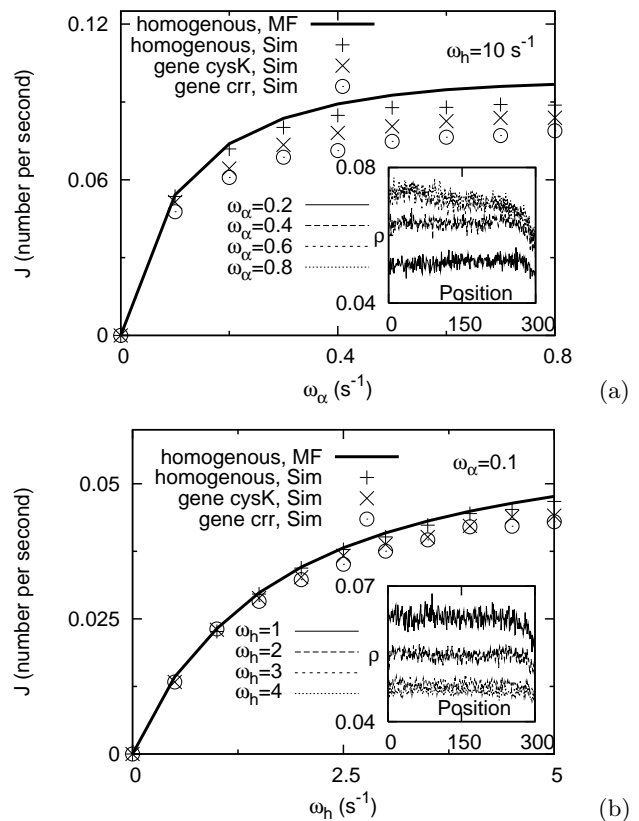 0.12
homogenous, MF
homogenous, Sim
gene cysK, Sim
gene crr, Sim
ωh=10 s-1
J (number per second)
0.06
0
0.08
ωα=0.2
ωα=0.4
ωα=0.6
ωα=0.8
ρ
0.04
Position
0 150 300
0 0.4 0.8
ωα (s-1)
(a)
homogenous, MF
homogenous, Sim
gene cysK, Sim
gene crr, Sim
ωα=0.1
J (number per second)
0.05
0.025
0
0.07
ωh=1
ωh=2
ωh=3
ωh=4
ρ
0.04
Position
0 150 300
0 2.5 5
ωh (s-1)
(b)